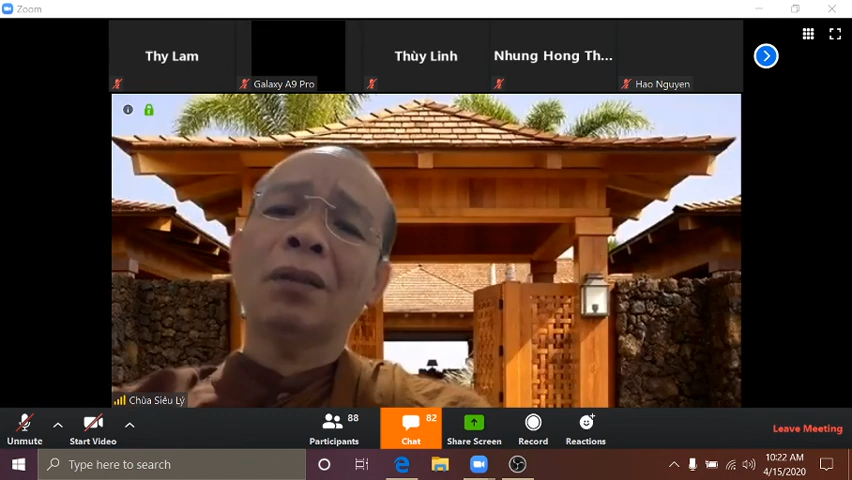 Zoom
Thy Lam
Galaxy A9 Pro
Thùy Linh
Nhung Hong Th...
Hao Nguyen
Chùa Siêu Lý
Unmute
Start Video
88
Participants
82
Chat
Share Screen
Record
Reactions
Leave Meeting
Type here to search
10:22 AM
4/15/2020